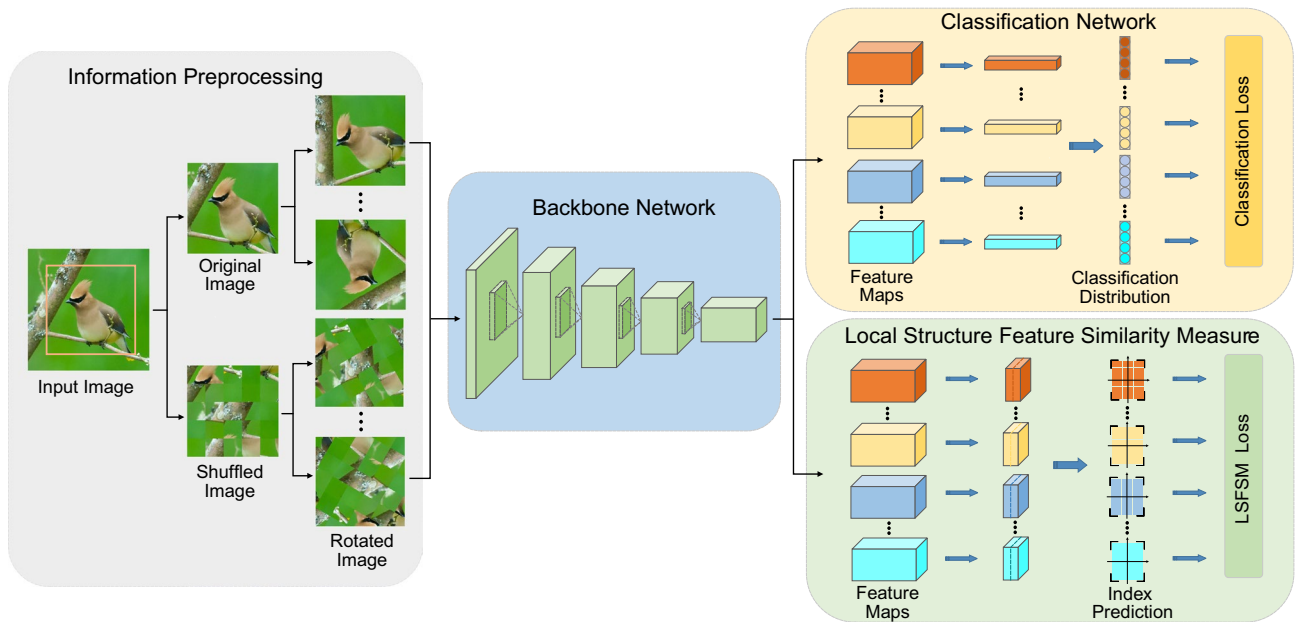 Information Preprocessing
Input Image
Original
Image
Shuffled
Image
Rotated
Image
Backbone Network
Classification Network
Feature
Maps
Classification
Distribution
Classification Loss
Local Structure Feature Similarity Measure
Feature
Maps
Index
Prediction
LSFSM Loss